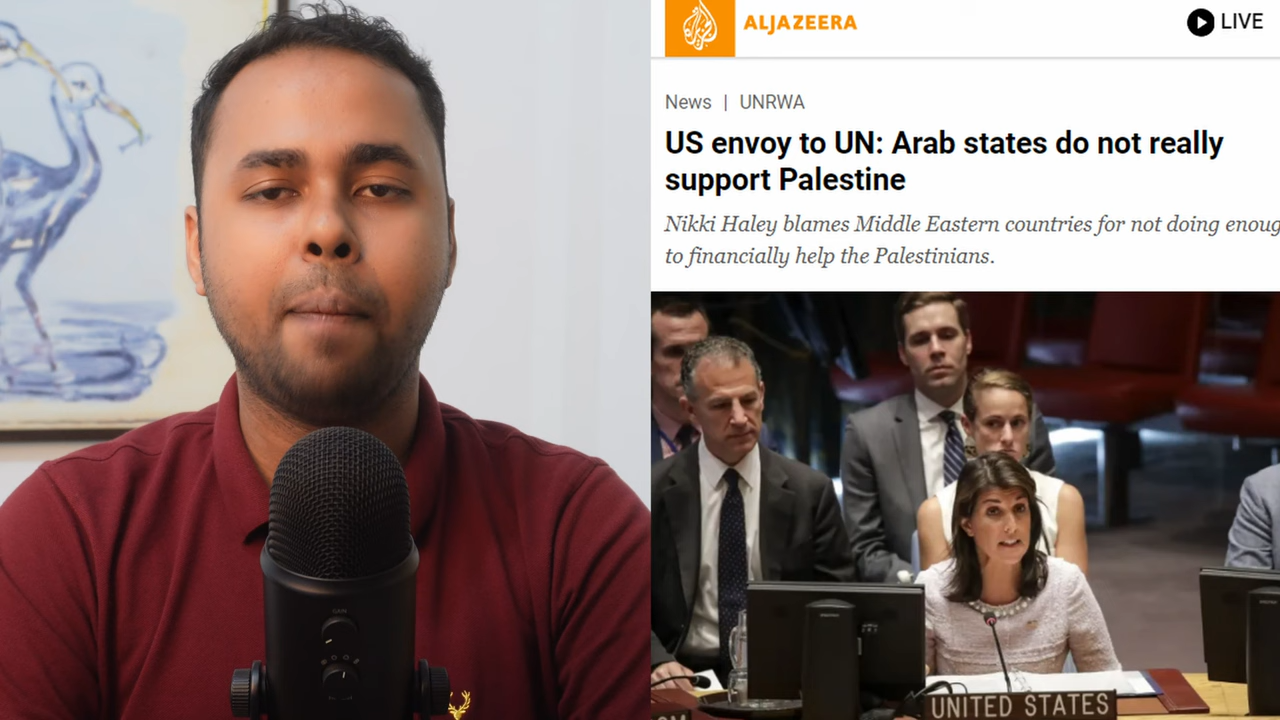 ALJAZEERA
LIVE
News | UNRWA
US envoy to UN: Arab states do not really
support Palestine
Nikki Haley blames Middle Eastern countries for not doing enoug
to financially help the Palestinians.
GAIN
UNITED STATES